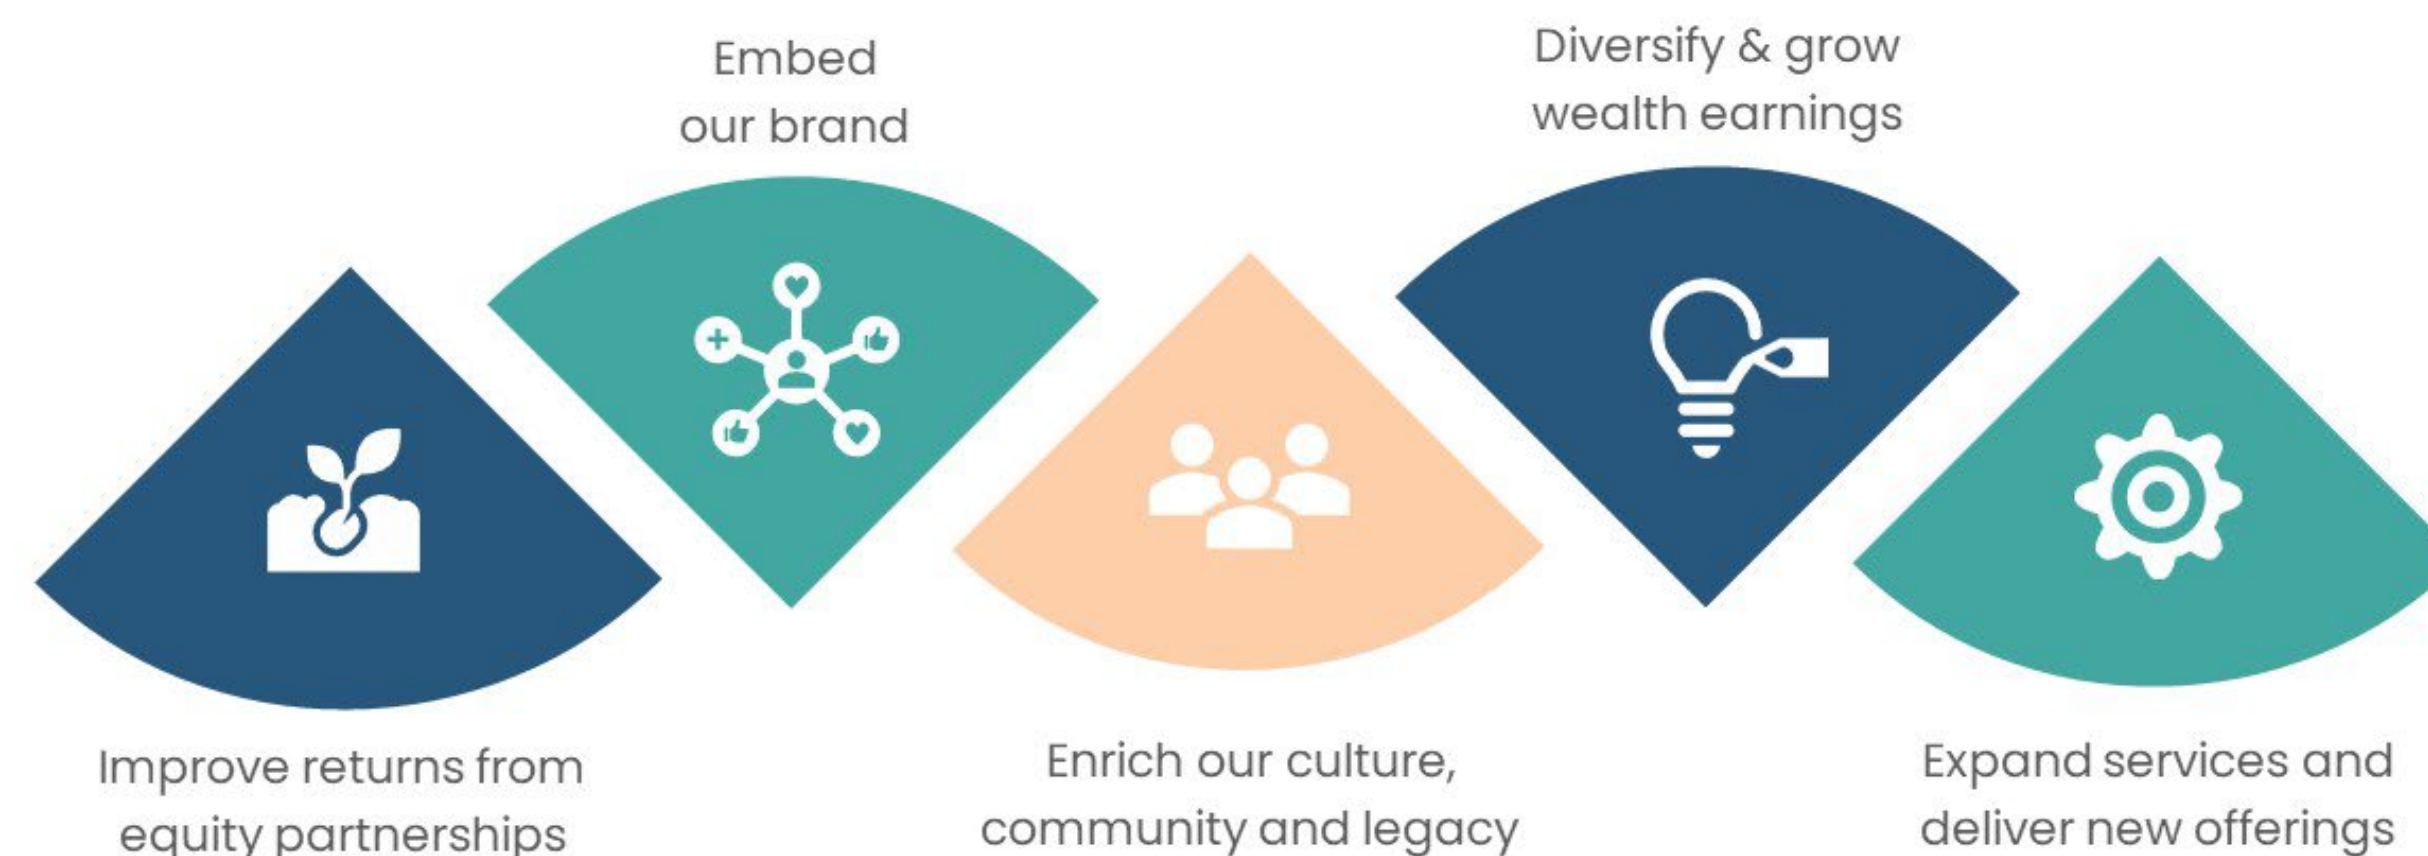 Embed
our brand
Diversify & grow
wealth earnings
Improve returns from
equity partnerships
Enrich our culture,
community and legacy
Expand services and
deliver new offerings